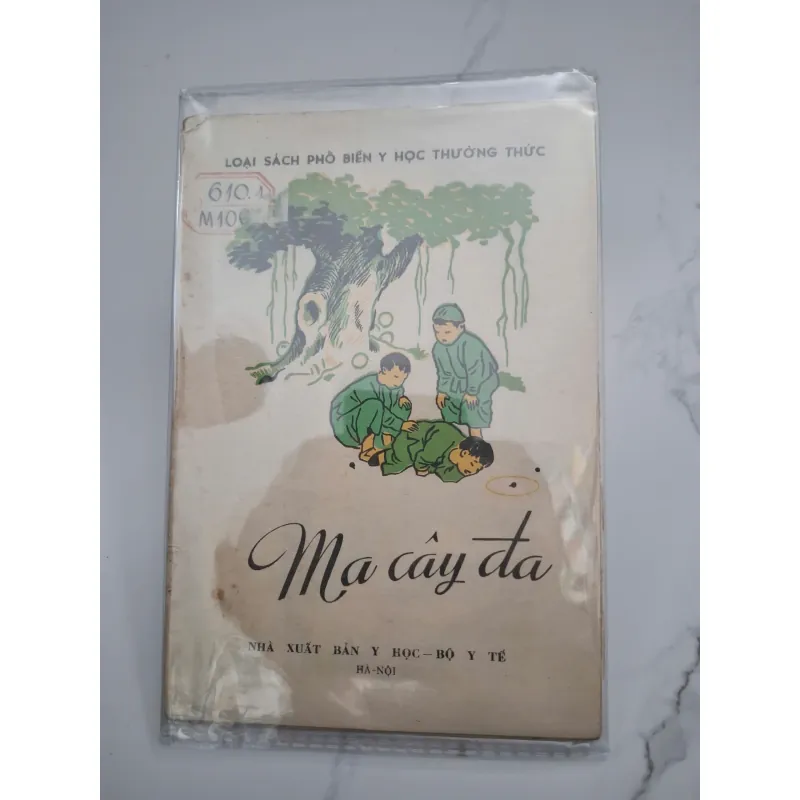 LOẠI SÁCH PHỔ BIẾN Y HỌC THƯỜNG THỨC
610.1
M10
Ma cây đa
NHÀ XUẤT BẢN Y HỌC - BỘ Y TẾ
HÀ-NỘI